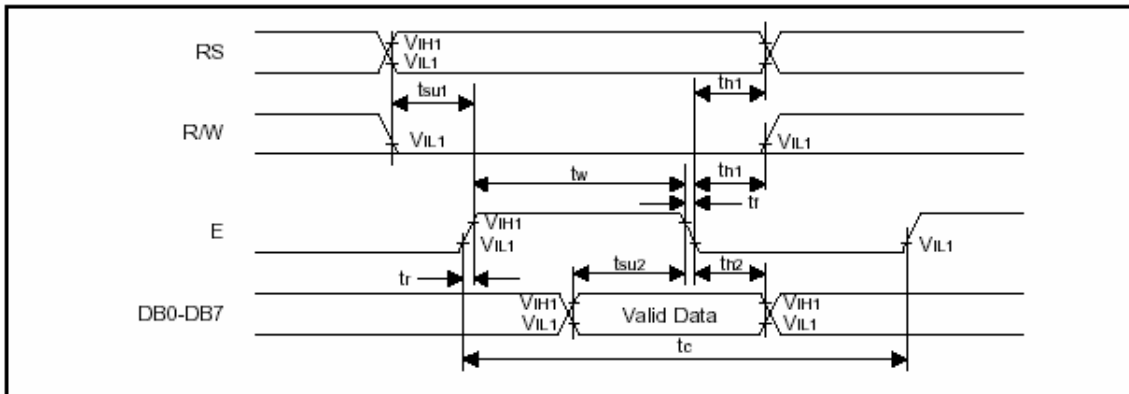 RS
VIH1
VIL1
tsu1
th1
R/W
VIL1
VIL1
tw
th1
tf
E
VIH1
VIL1
VIL1
tr
tsu2
th2
DB0-DB7
VIH1
VIL1
Valid Data
VIH1
VIL1
tc